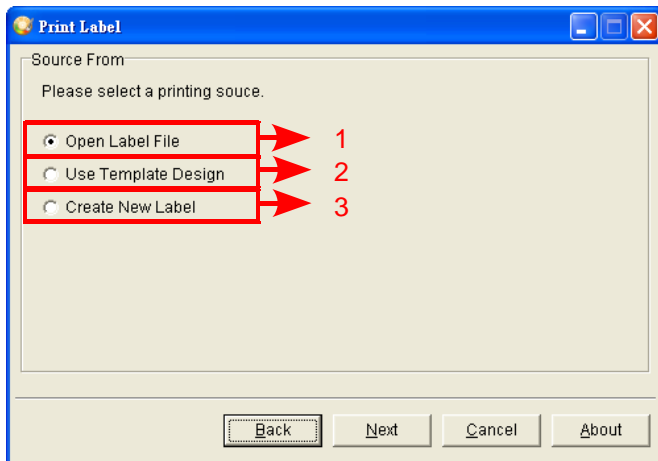 Print Label
Source From
Please select a printing souce.
Open Label File 1
Use Template Design 2
Create New Label 3
Back Next Cancel About